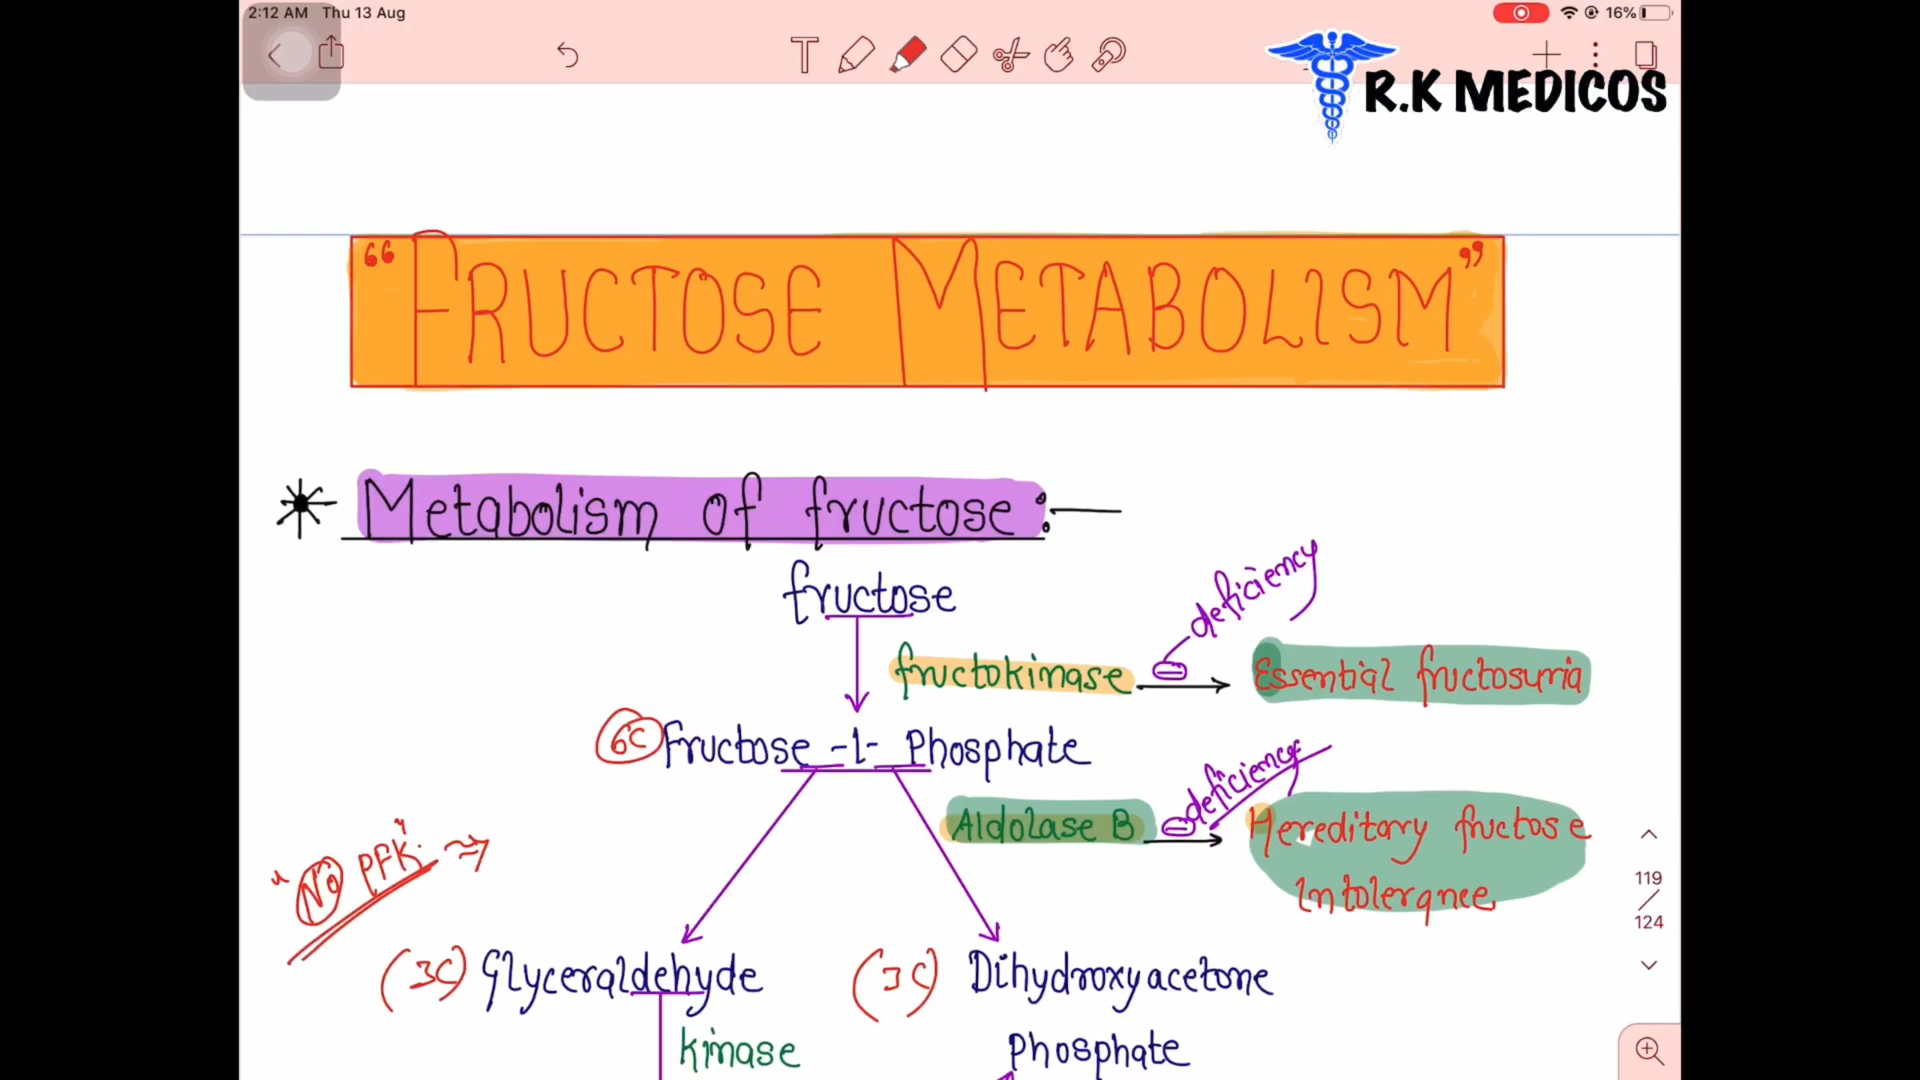 2:12 AM Thu 13 Aug
16%
R.K MEDICOS
"FRUCTOSE METABOLISM"
Metabolism of fructose :—
fructose
deficiency
fructokinase
Essential fructosuria
6C
Fructose -1- Phosphate
deficiency
Aldolase B
Hereditary fructose
Intolerance
"No PFK"
119
124
(3C) Glyceraldehyde
(3C) Dihydroxyacetone
kinase
Phosphate